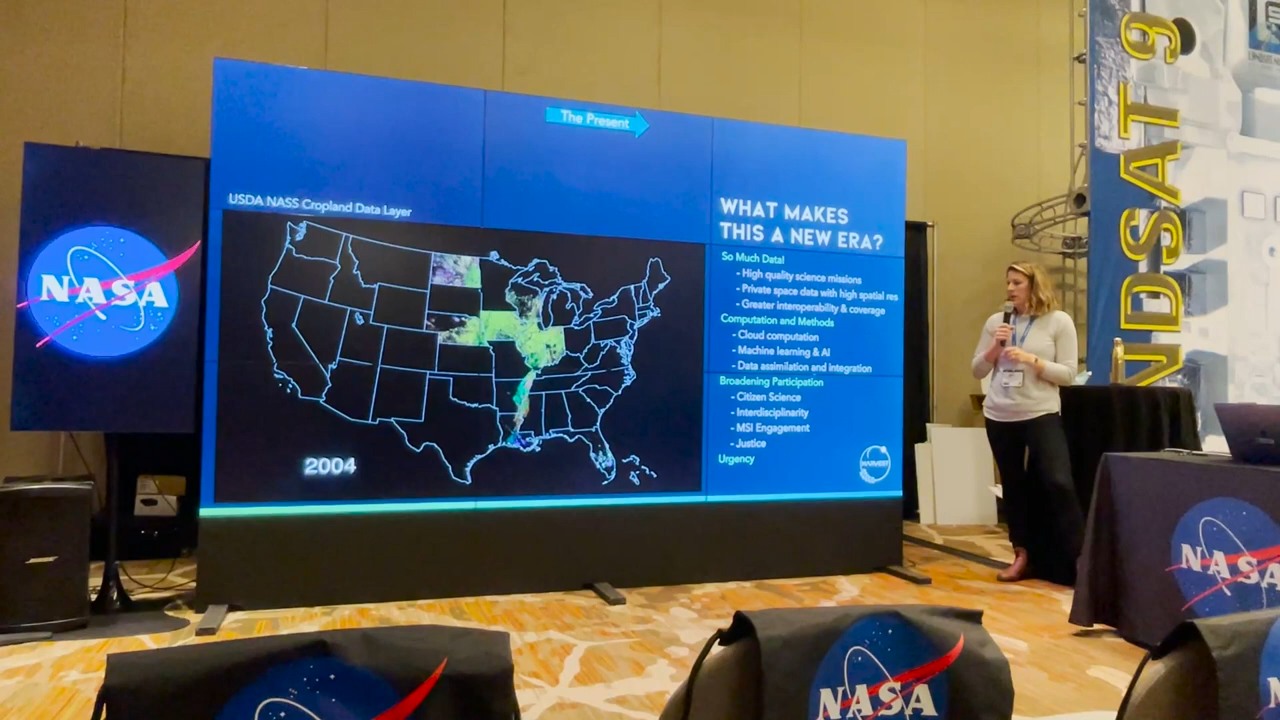 The Present
USDA NASS Cropland Data Layer
2004
WHAT MAKES
THIS A NEW ERA?
So Much Data!
- High quality science missions
- Private space data with high spatial res
- Greater interoperability & coverage
Computation and Methods
- Cloud computation
- Machine learning & AI
- Data assimilation and integration
Broadening Participation
- Citizen Science
- Interdisciplinarity
- MSI Engagement
- Justice
Urgency
HARVEST
NASA
NDSAT 9
NASA
NASA